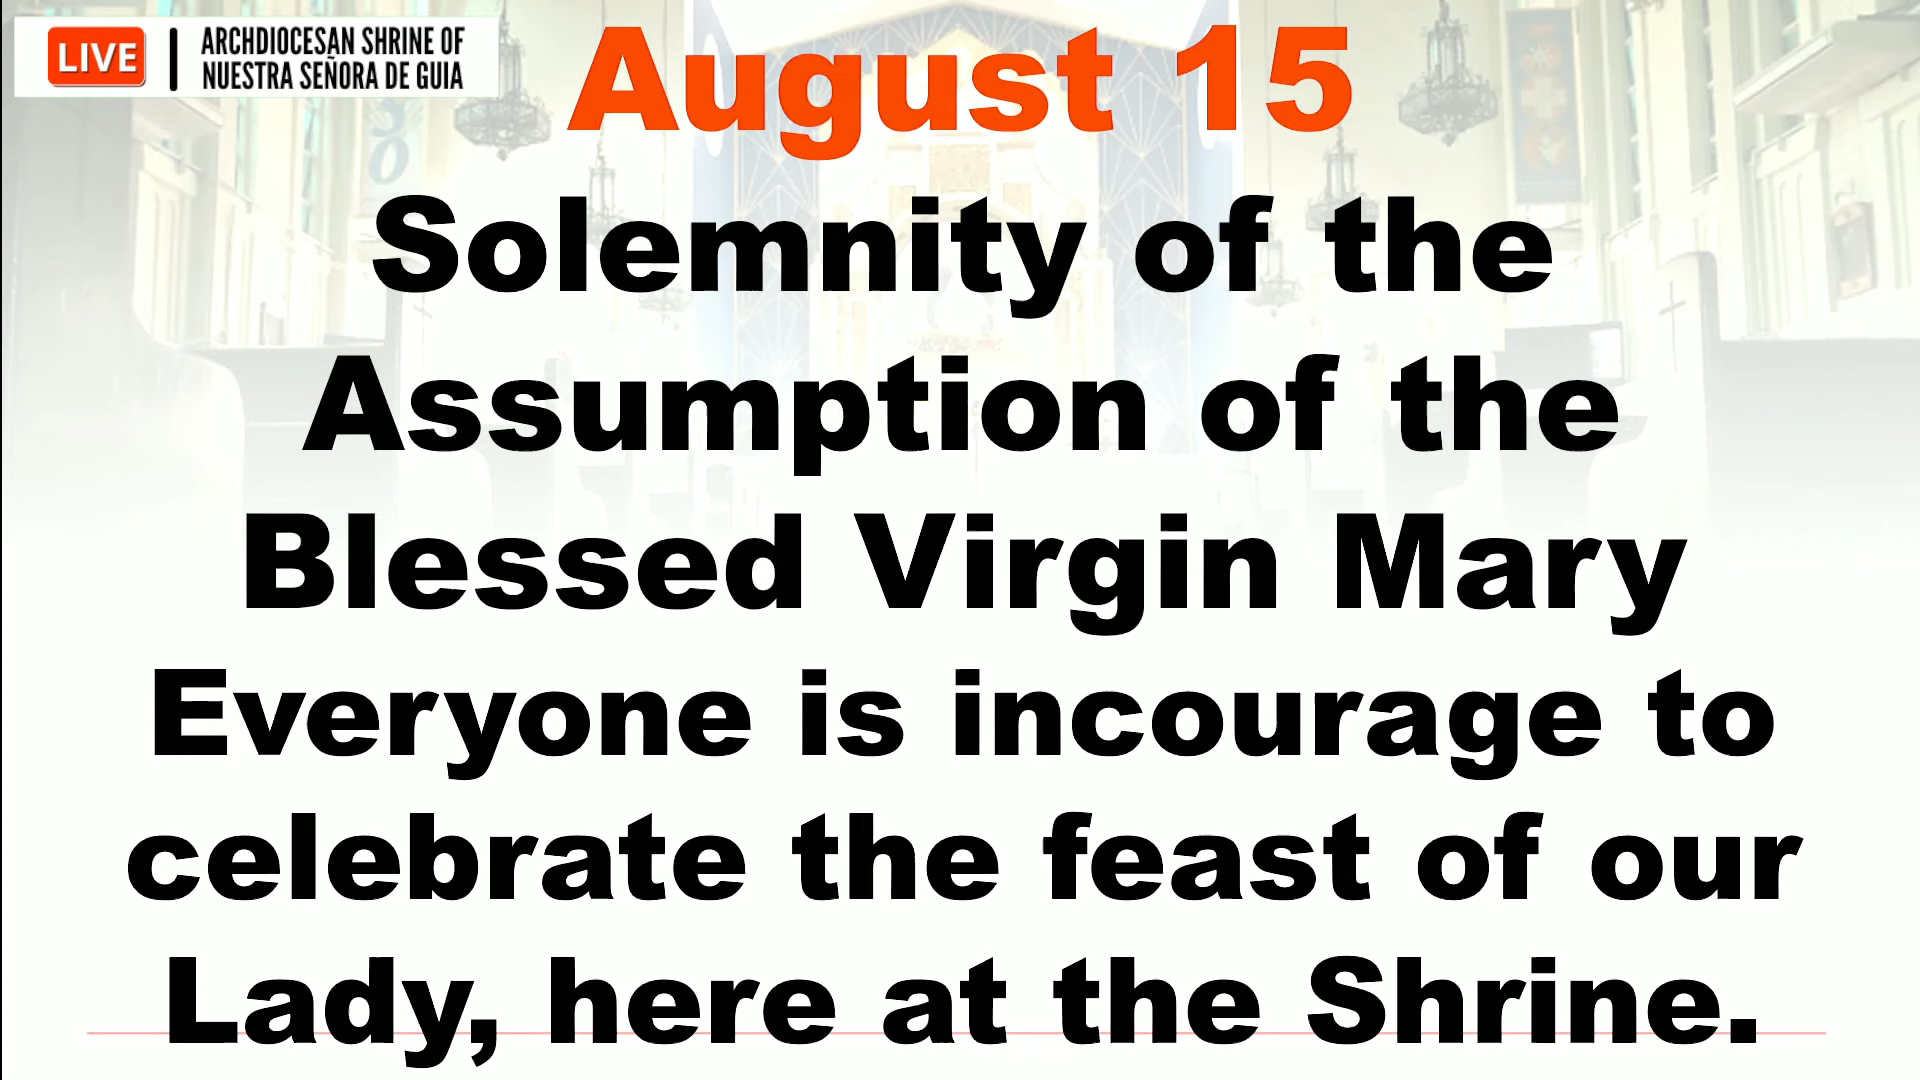 LIVE
ARCHDIOCESAN SHRINE OF
NUESTRA SEÑORA DE GUIA
August 15
Solemnity of the
Assumption of the
Blessed Virgin Mary
Everyone is incourage to
celebrate the feast of our
Lady, here at the Shrine.